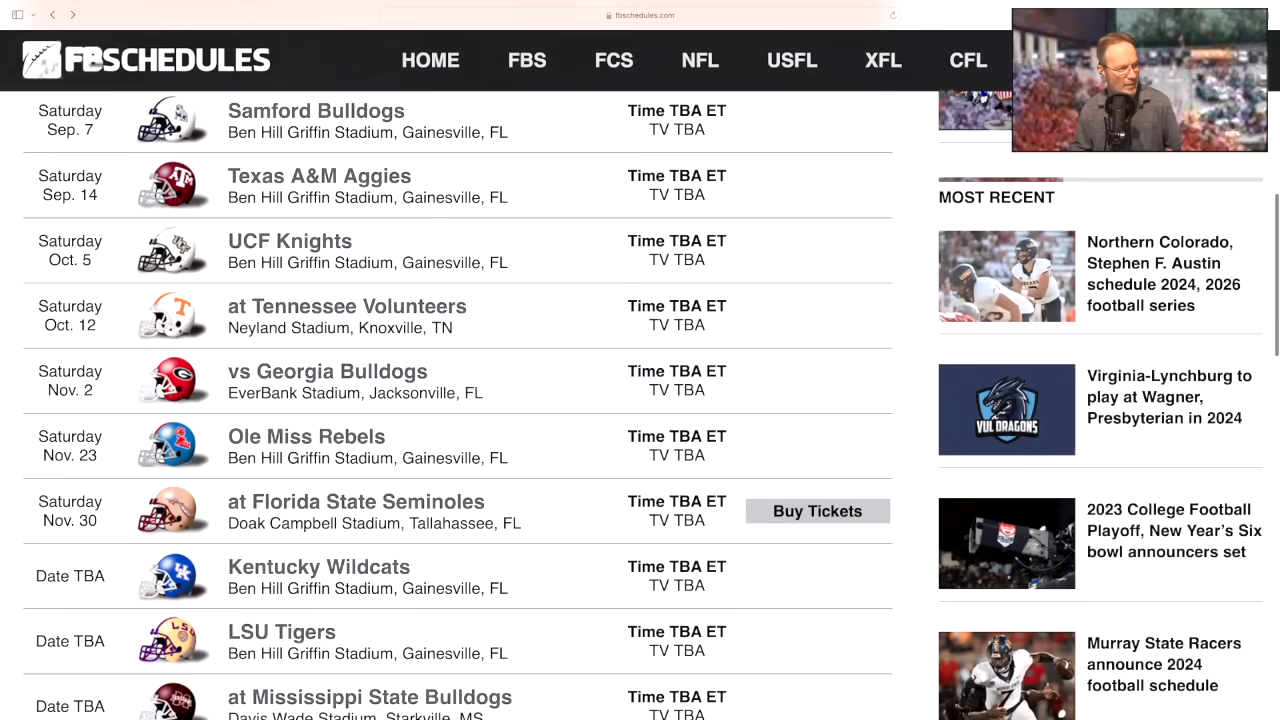 fbschedules.com
FBSCHEDULES
HOME
FBS
FCS
NFL
USFL
XFL
CFL
Saturday
Sep. 7
Samford Bulldogs
Ben Hill Griffin Stadium, Gainesville, FL
Time TBA ET
TV TBA
Saturday
Sep. 14
Texas A&M Aggies
Ben Hill Griffin Stadium, Gainesville, FL
Time TBA ET
TV TBA
Saturday
Oct. 5
UCF Knights
Ben Hill Griffin Stadium, Gainesville, FL
Time TBA ET
TV TBA
Saturday
Oct. 12
at Tennessee Volunteers
Neyland Stadium, Knoxville, TN
Time TBA ET
TV TBA
Saturday
Nov. 2
vs Georgia Bulldogs
EverBank Stadium, Jacksonville, FL
Time TBA ET
TV TBA
Saturday
Nov. 23
Ole Miss Rebels
Ben Hill Griffin Stadium, Gainesville, FL
Time TBA ET
TV TBA
Saturday
Nov. 30
at Florida State Seminoles
Doak Campbell Stadium, Tallahassee, FL
Time TBA ET
TV TBA
Buy Tickets
Date TBA
Kentucky Wildcats
Ben Hill Griffin Stadium, Gainesville, FL
Time TBA ET
TV TBA
Date TBA
LSU Tigers
Ben Hill Griffin Stadium, Gainesville, FL
Time TBA ET
TV TBA
Date TBA
at Mississippi State Bulldogs
Davis Wade Stadium, Starkville, MS
Time TBA ET
TV TBA
MOST RECENT
Northern Colorado,
Stephen F. Austin
schedule 2024, 2026
football series
VUL DRAGONS
Virginia-Lynchburg to
play at Wagner,
Presbyterian in 2024
2023 College Football
Playoff, New Year's Six
bowl announcers set
Murray State Racers
announce 2024
football schedule